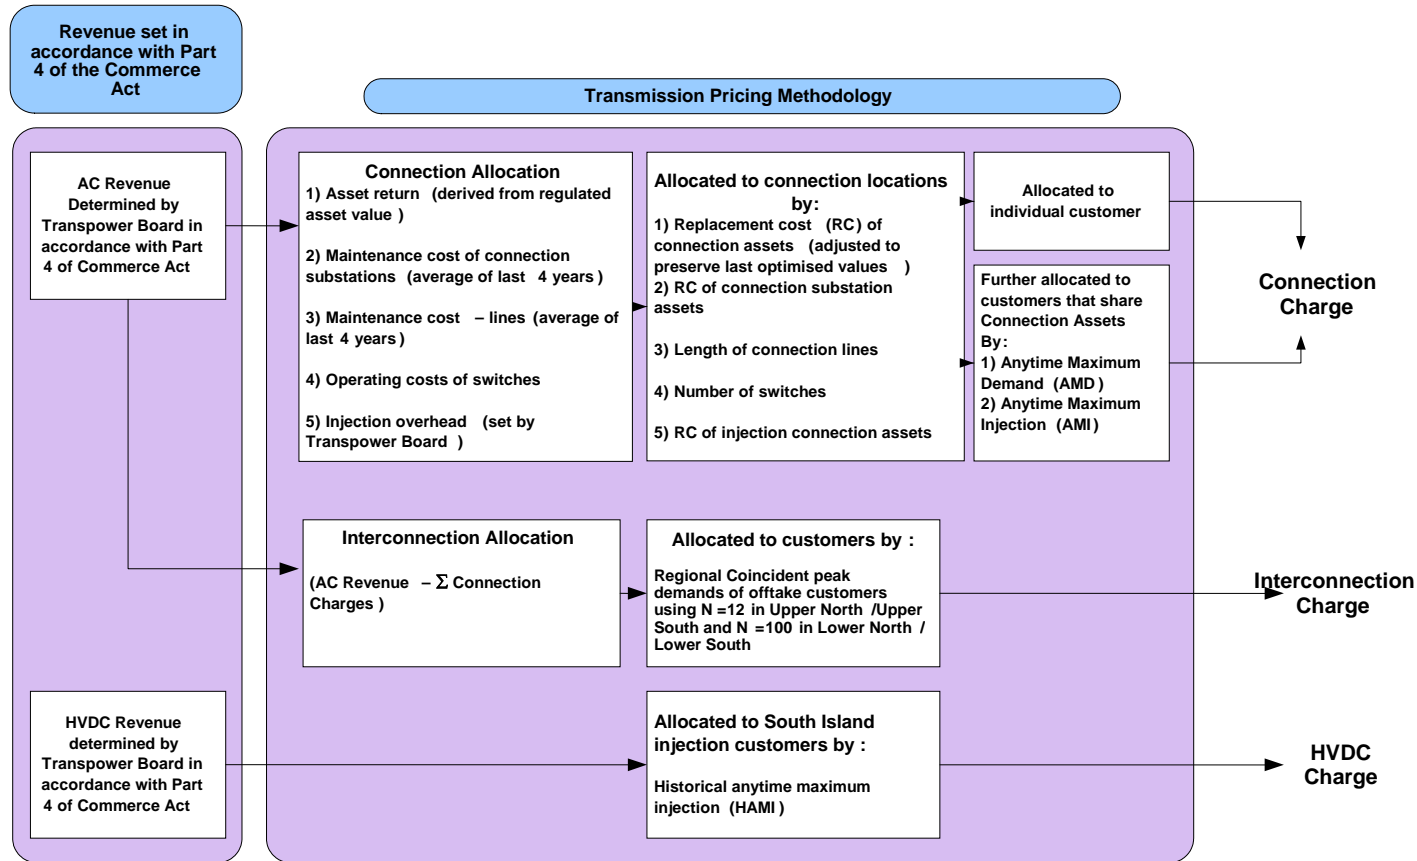 Revenue set in
accordance with Part
4 of the Commerce
Act
Transmission Pricing Methodology
AC Revenue
Determined by
Transpower Board in
accordance with Part
4 of Commerce Act
Connection Allocation
1) Asset return (derived from regulated
asset value )
2) Maintenance cost of connection
substations (average of last 4 years)
3) Maintenance cost – lines (average of
last 4 years)
4) Operating costs of switches
5) Injection overhead (set by
Transpower Board )
Allocated to connection locations
by:
1) Replacement cost (RC) of
connection assets (adjusted to
preserve last optimised values )
2) RC of connection substation
assets
3) Length of connection lines
4) Number of switches
5) RC of injection connection assets
Allocated to
individual customer
Further allocated to
customers that share
Connection Assets
By:
1) Anytime Maximum
Demand (AMD)
2) Anytime Maximum
Injection (AMI)
Connection
Charge
Interconnection Allocation
(AC Revenue – Σ Connection
Charges )
Allocated to customers by :
Regional Coincident peak
demands of offtake customers
using N =12 in Upper North /Upper
South and N =100 in Lower North /
Lower South
Interconnection
Charge
HVDC Revenue
determined by
Transpower Board in
accordance with Part
4 of Commerce Act
Allocated to South Island
injection customers by :
Historical anytime maximum
injection (HAMI)
HVDC
Charge